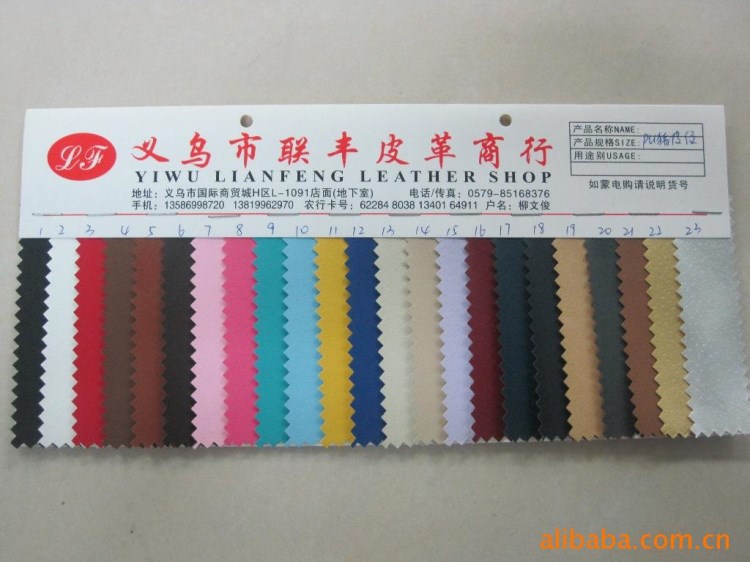 LF
义乌市联丰皮革商行
YIWU LIANFENG LEATHER SHOP
地址：义乌市国际商贸城H区L-1091店面(地下室) 电话/传真：0579-85168376
手机：13586998720 13819962970 农行卡号：62284 8038 13401 64911 户名：柳文俊
产品名称NAME:
产品规格SIZE: PU
用途别USAGE:
如蒙电购请说明货号
1 2 3 4 5 6 7 8 9 10 11 12 13 14 15 16 17 18 19 20 21 22 23
alibaba.com.cn